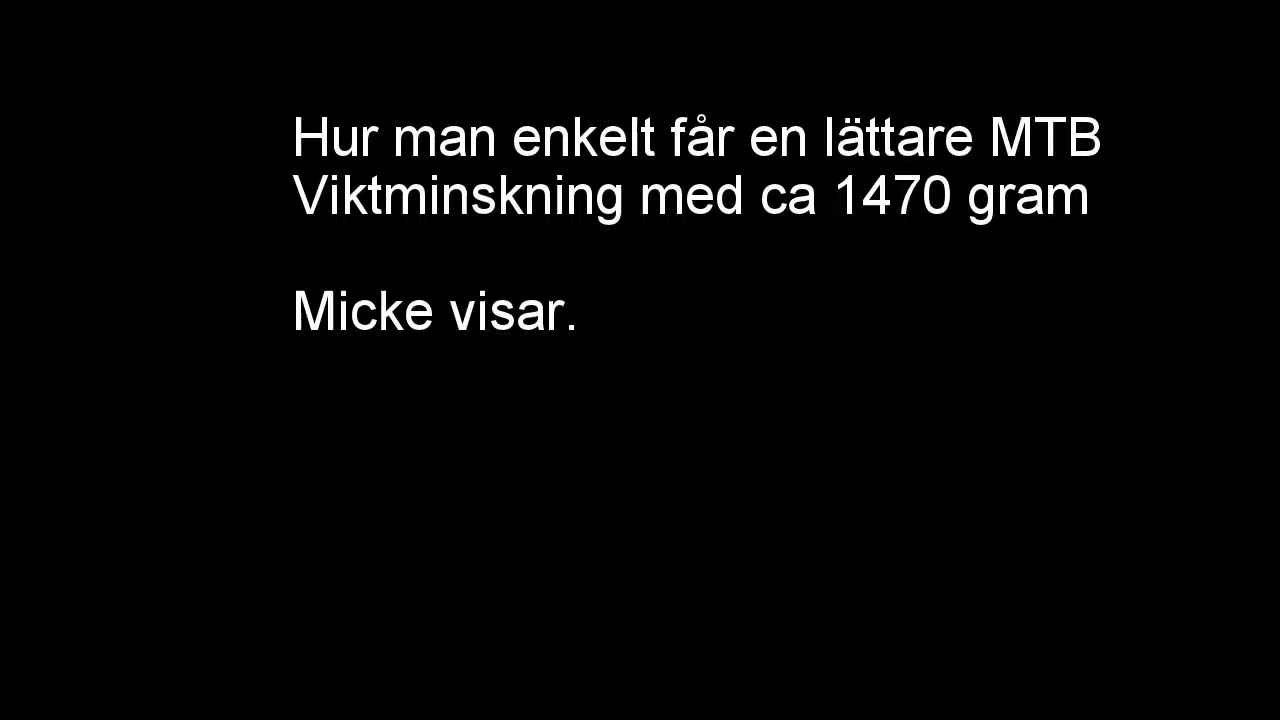 Hur man enkelt får en lättare MTB
Viktminskning med ca 1470 gram
Micke visar.